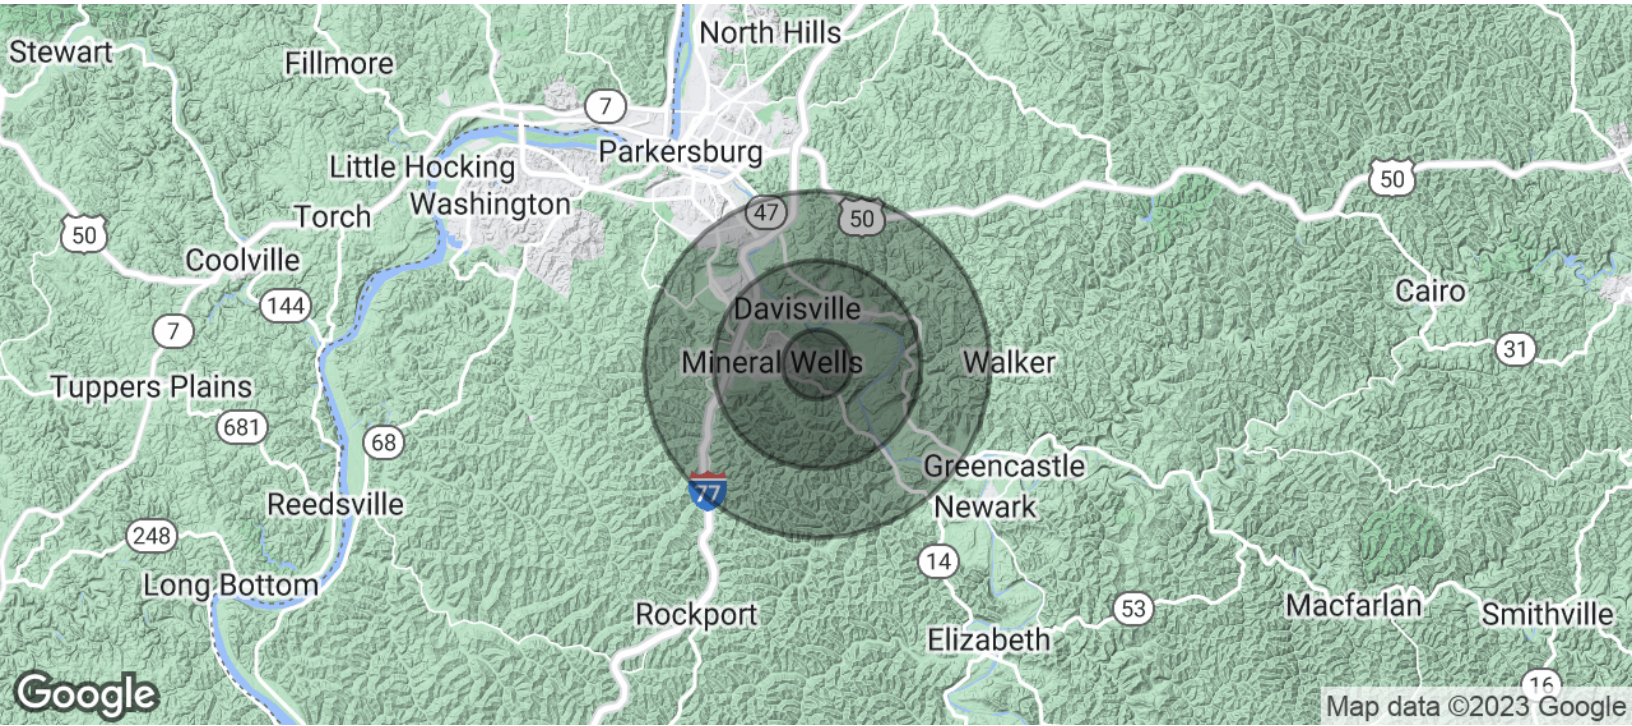 North Hills
Stewart
Fillmore
7
Parkersburg
Little Hocking
50
Washington
47
50
Torch
50
Coolville
Cairo
144
Davisville
7
31
Mineral Wells
Walker
Tuppers Plains
681
68
Greencastle
77
Reedsville
Newark
248
14
Long Bottom
53
Macfarlan
Rockport
Smithville
Elizabeth
16
Google
Map data ©2023 Google